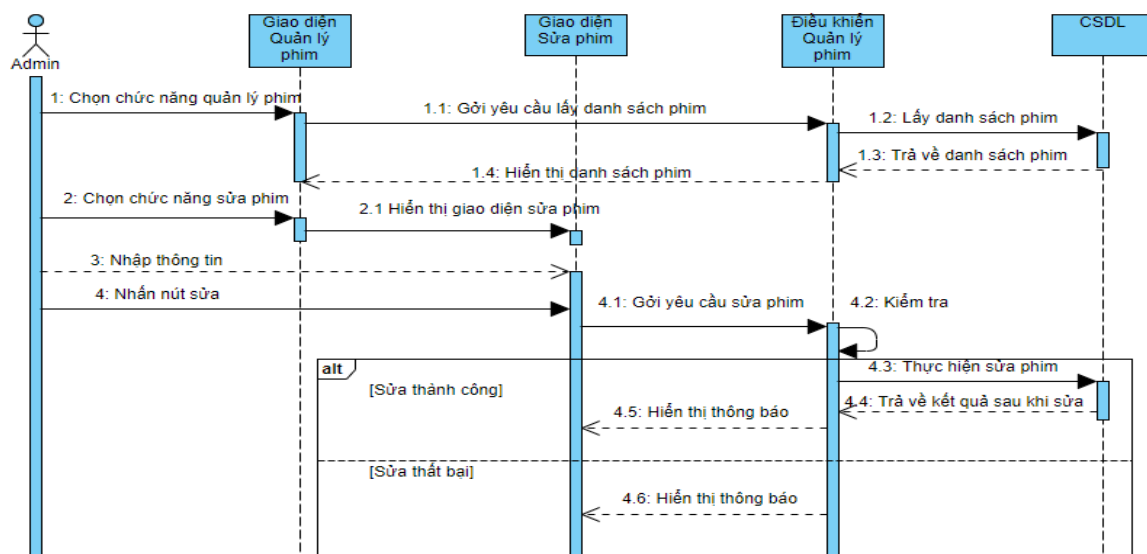 Giao diện
Quản lý
phim
Giao diện
Sửa phim
Điều khiển
Quản lý
phim
CSDL
Admin
1: Chọn chức năng quản lý phim
1.1: Gởi yêu cầu lấy danh sách phim
1.2: Lấy danh sách phim
1.3: Trả về danh sách phim
1.4: Hiển thị danh sách phim
2: Chọn chức năng sửa phim
2.1 Hiển thị giao diện sửa phim
3: Nhập thông tin
4: Nhấn nút sửa
4.1: Gởi yêu cầu sửa phim
4.2: Kiểm tra
alt
[Sửa thành công]
4.3: Thực hiện sửa phim
4.4: Trả về kết quả sau khi sửa
4.5: Hiển thị thông báo
[Sửa thất bại]
4.6: Hiển thị thông báo